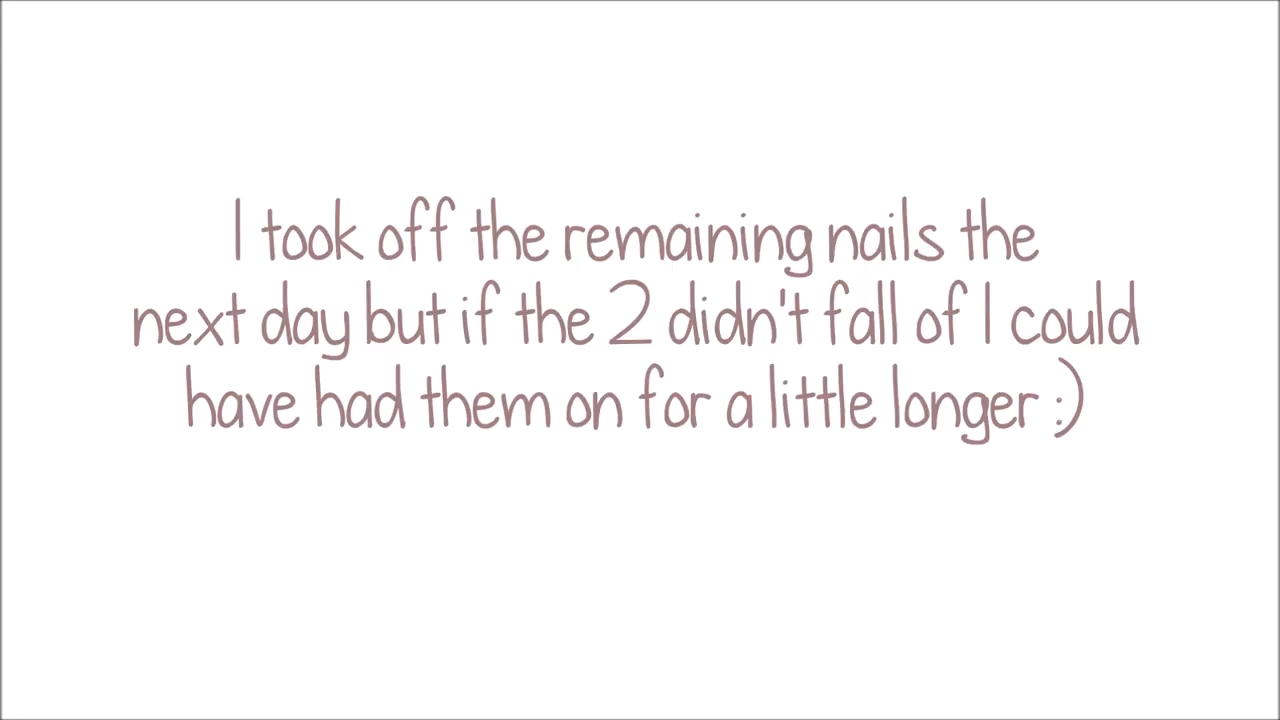 I took off the remaining nails the
next day but if the 2 didn't fall of I could
have had them on for a little longer :)